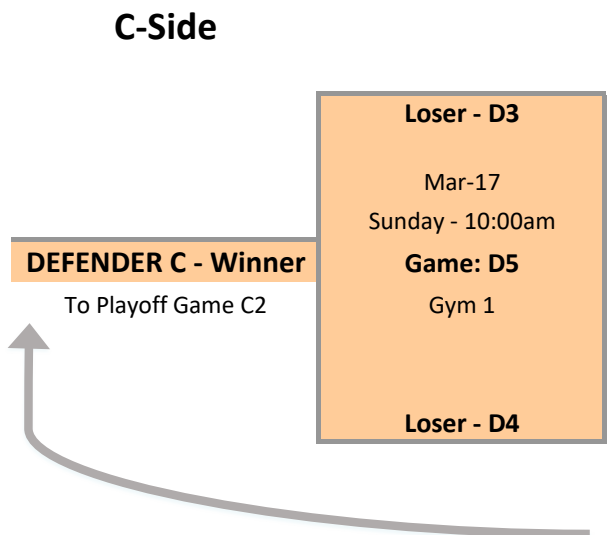 C-Side
Loser - D3
Mar-17
Sunday - 10:00am
DEFENDER C - Winner
Game: D5
To Playoff Game C2
Gym 1
Loser - D4